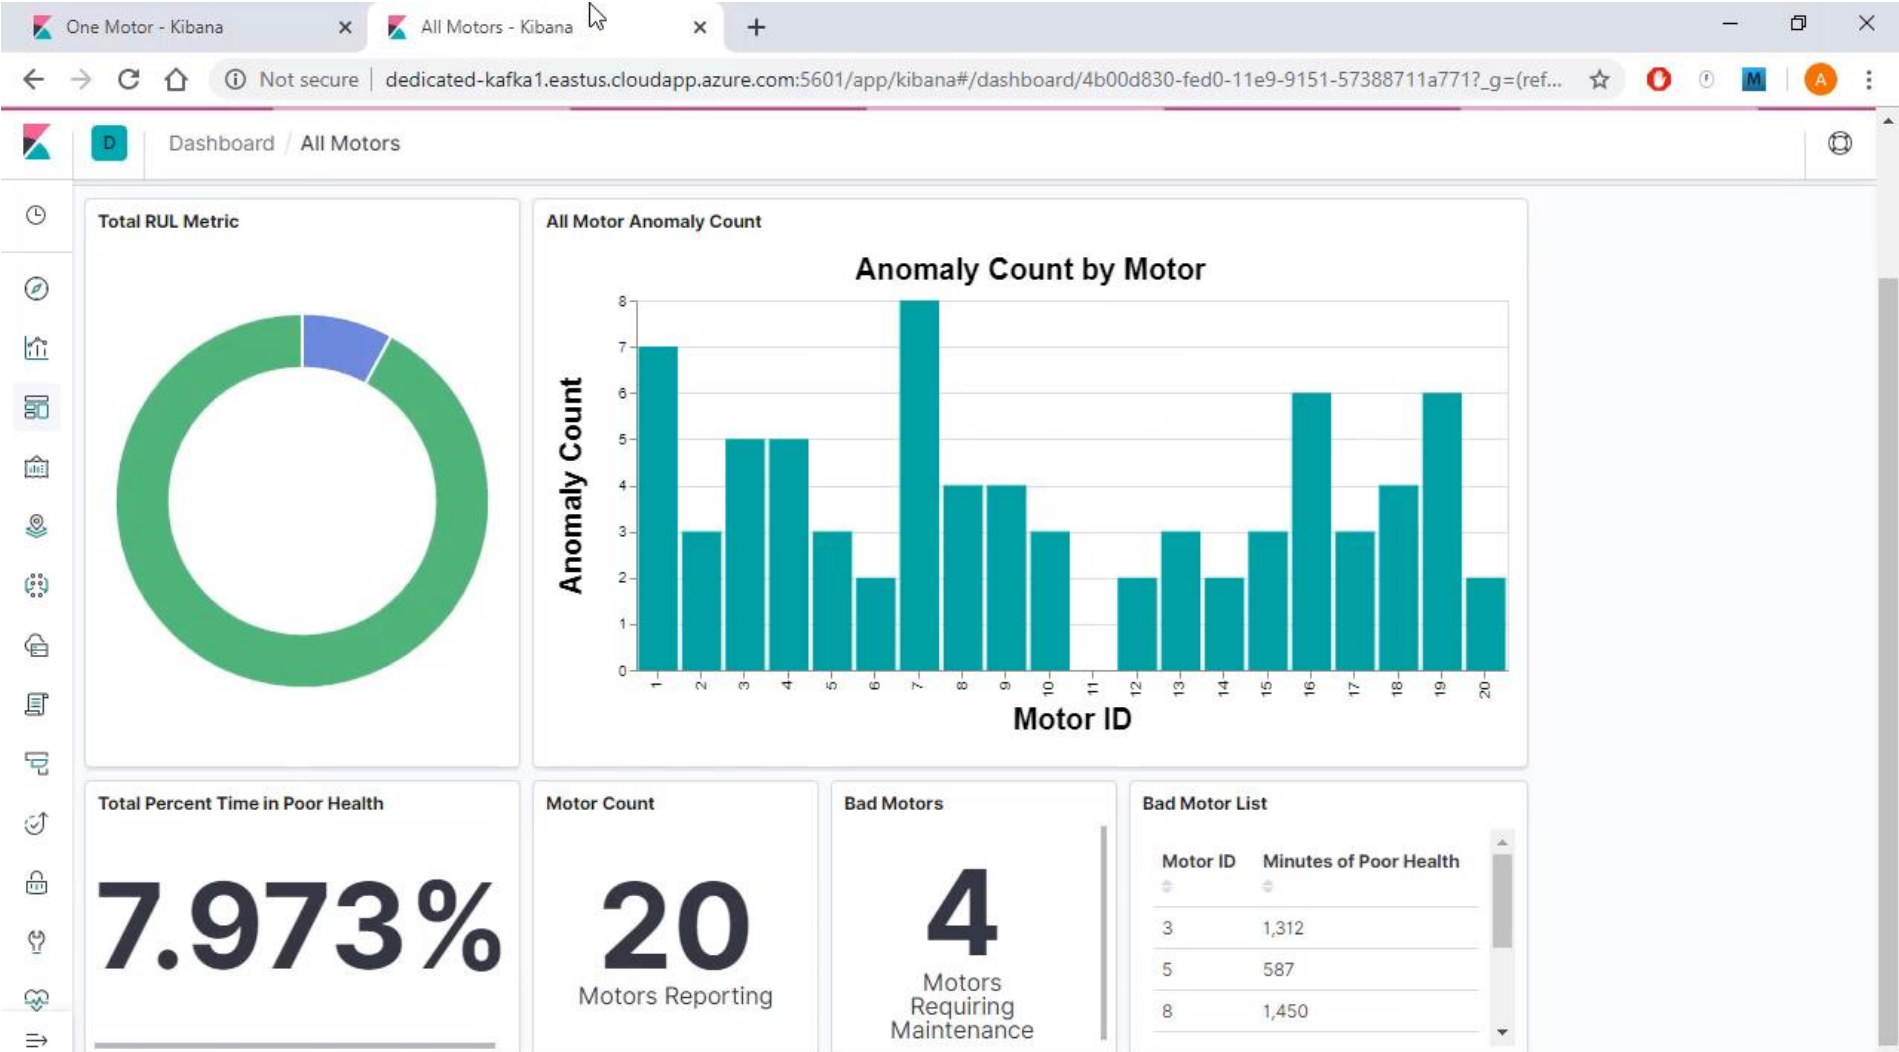 One Motor - Kibana
All Motors - Kibana
Not secure
dedicated-kafka1.eastus.cloudapp.azure.com:5601/app/kibana#/dashboard/4b00d830-fed0-11e9-9151-57388711a771?_g=(ref...
M
A
D
Dashboard / All Motors
Total RUL Metric
All Motor Anomaly Count
Anomaly Count by Motor
Anomaly Count
8
7
6
5
4
3
2
1
0
1 2 3 4 5 6 7 8 9 10 11 12 13 14 15 16 17 18 19 20
Motor ID
Total Percent Time in Poor Health
7.973%
Motor Count
20
Motors Reporting
Bad Motors
4
Motors
Requiring
Maintenance
Bad Motor List
Motor ID Minutes of Poor Health
3 1,312
5 587
8 1,450